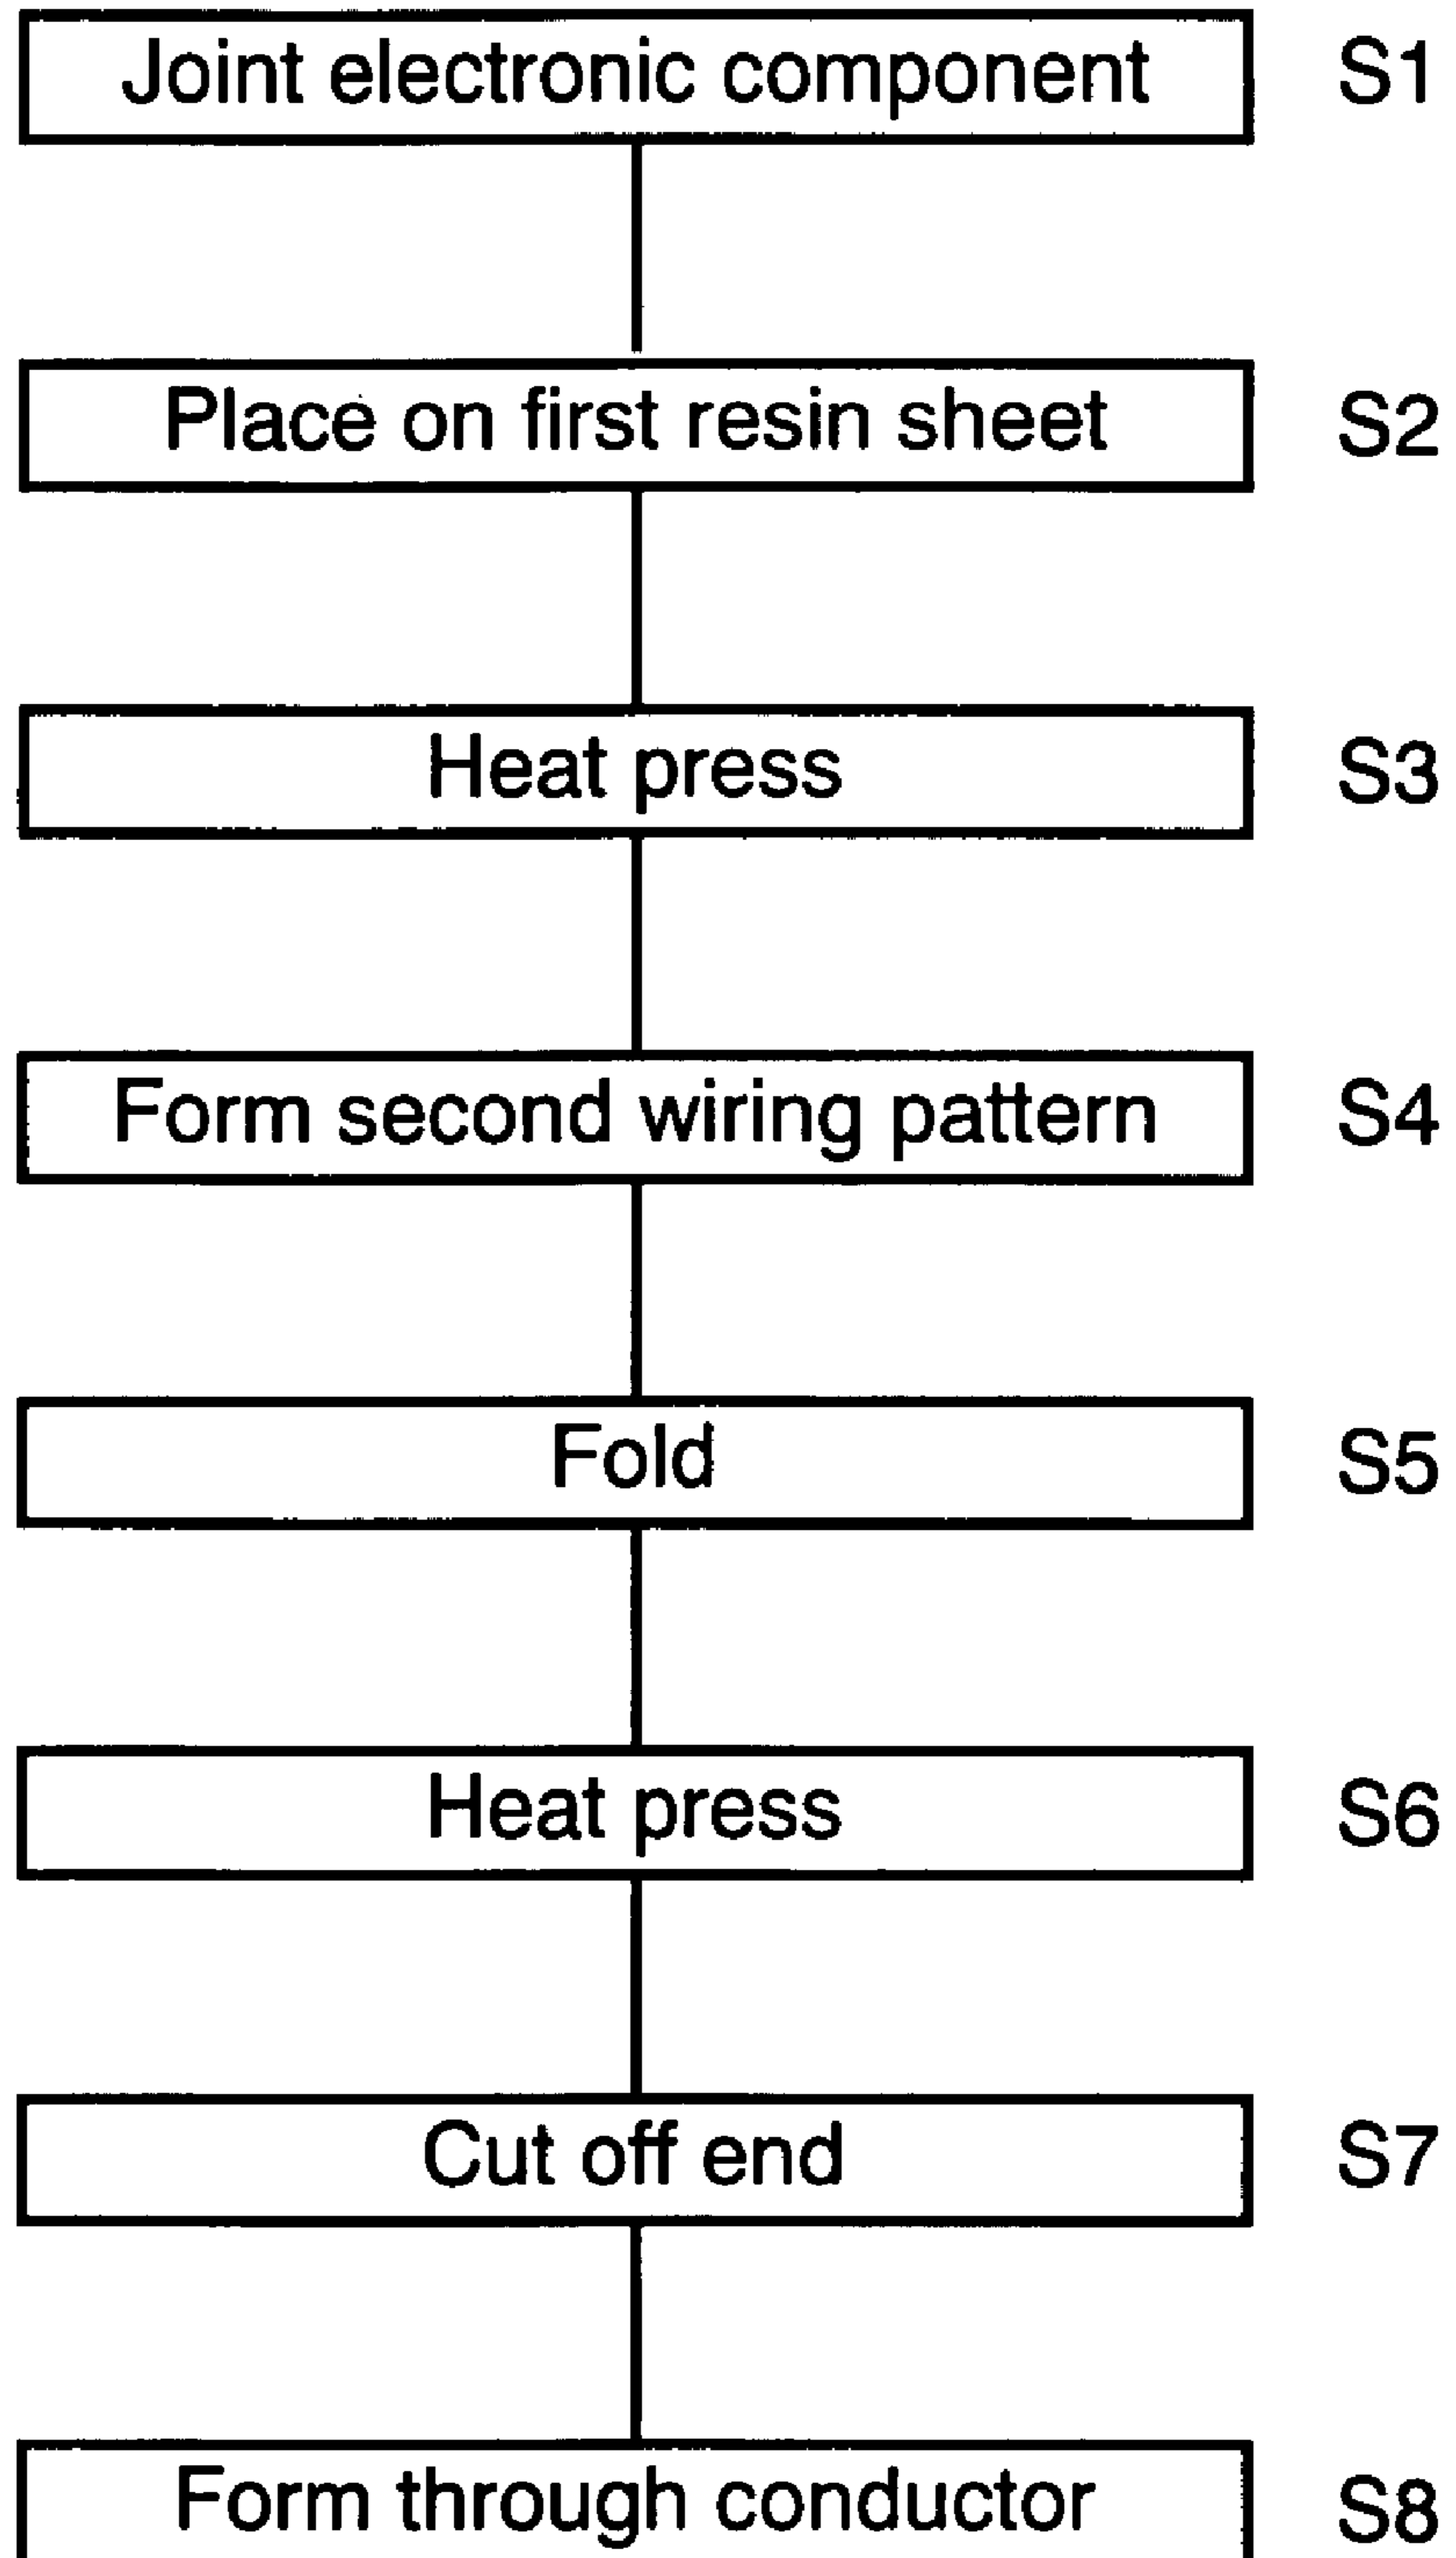 Joint electronic component S1
Place on first resin sheet S2
Heat press S3
Form second wiring pattern S4
Fold S5
Heat press S6
Cut off end S7
Form through conductor S8